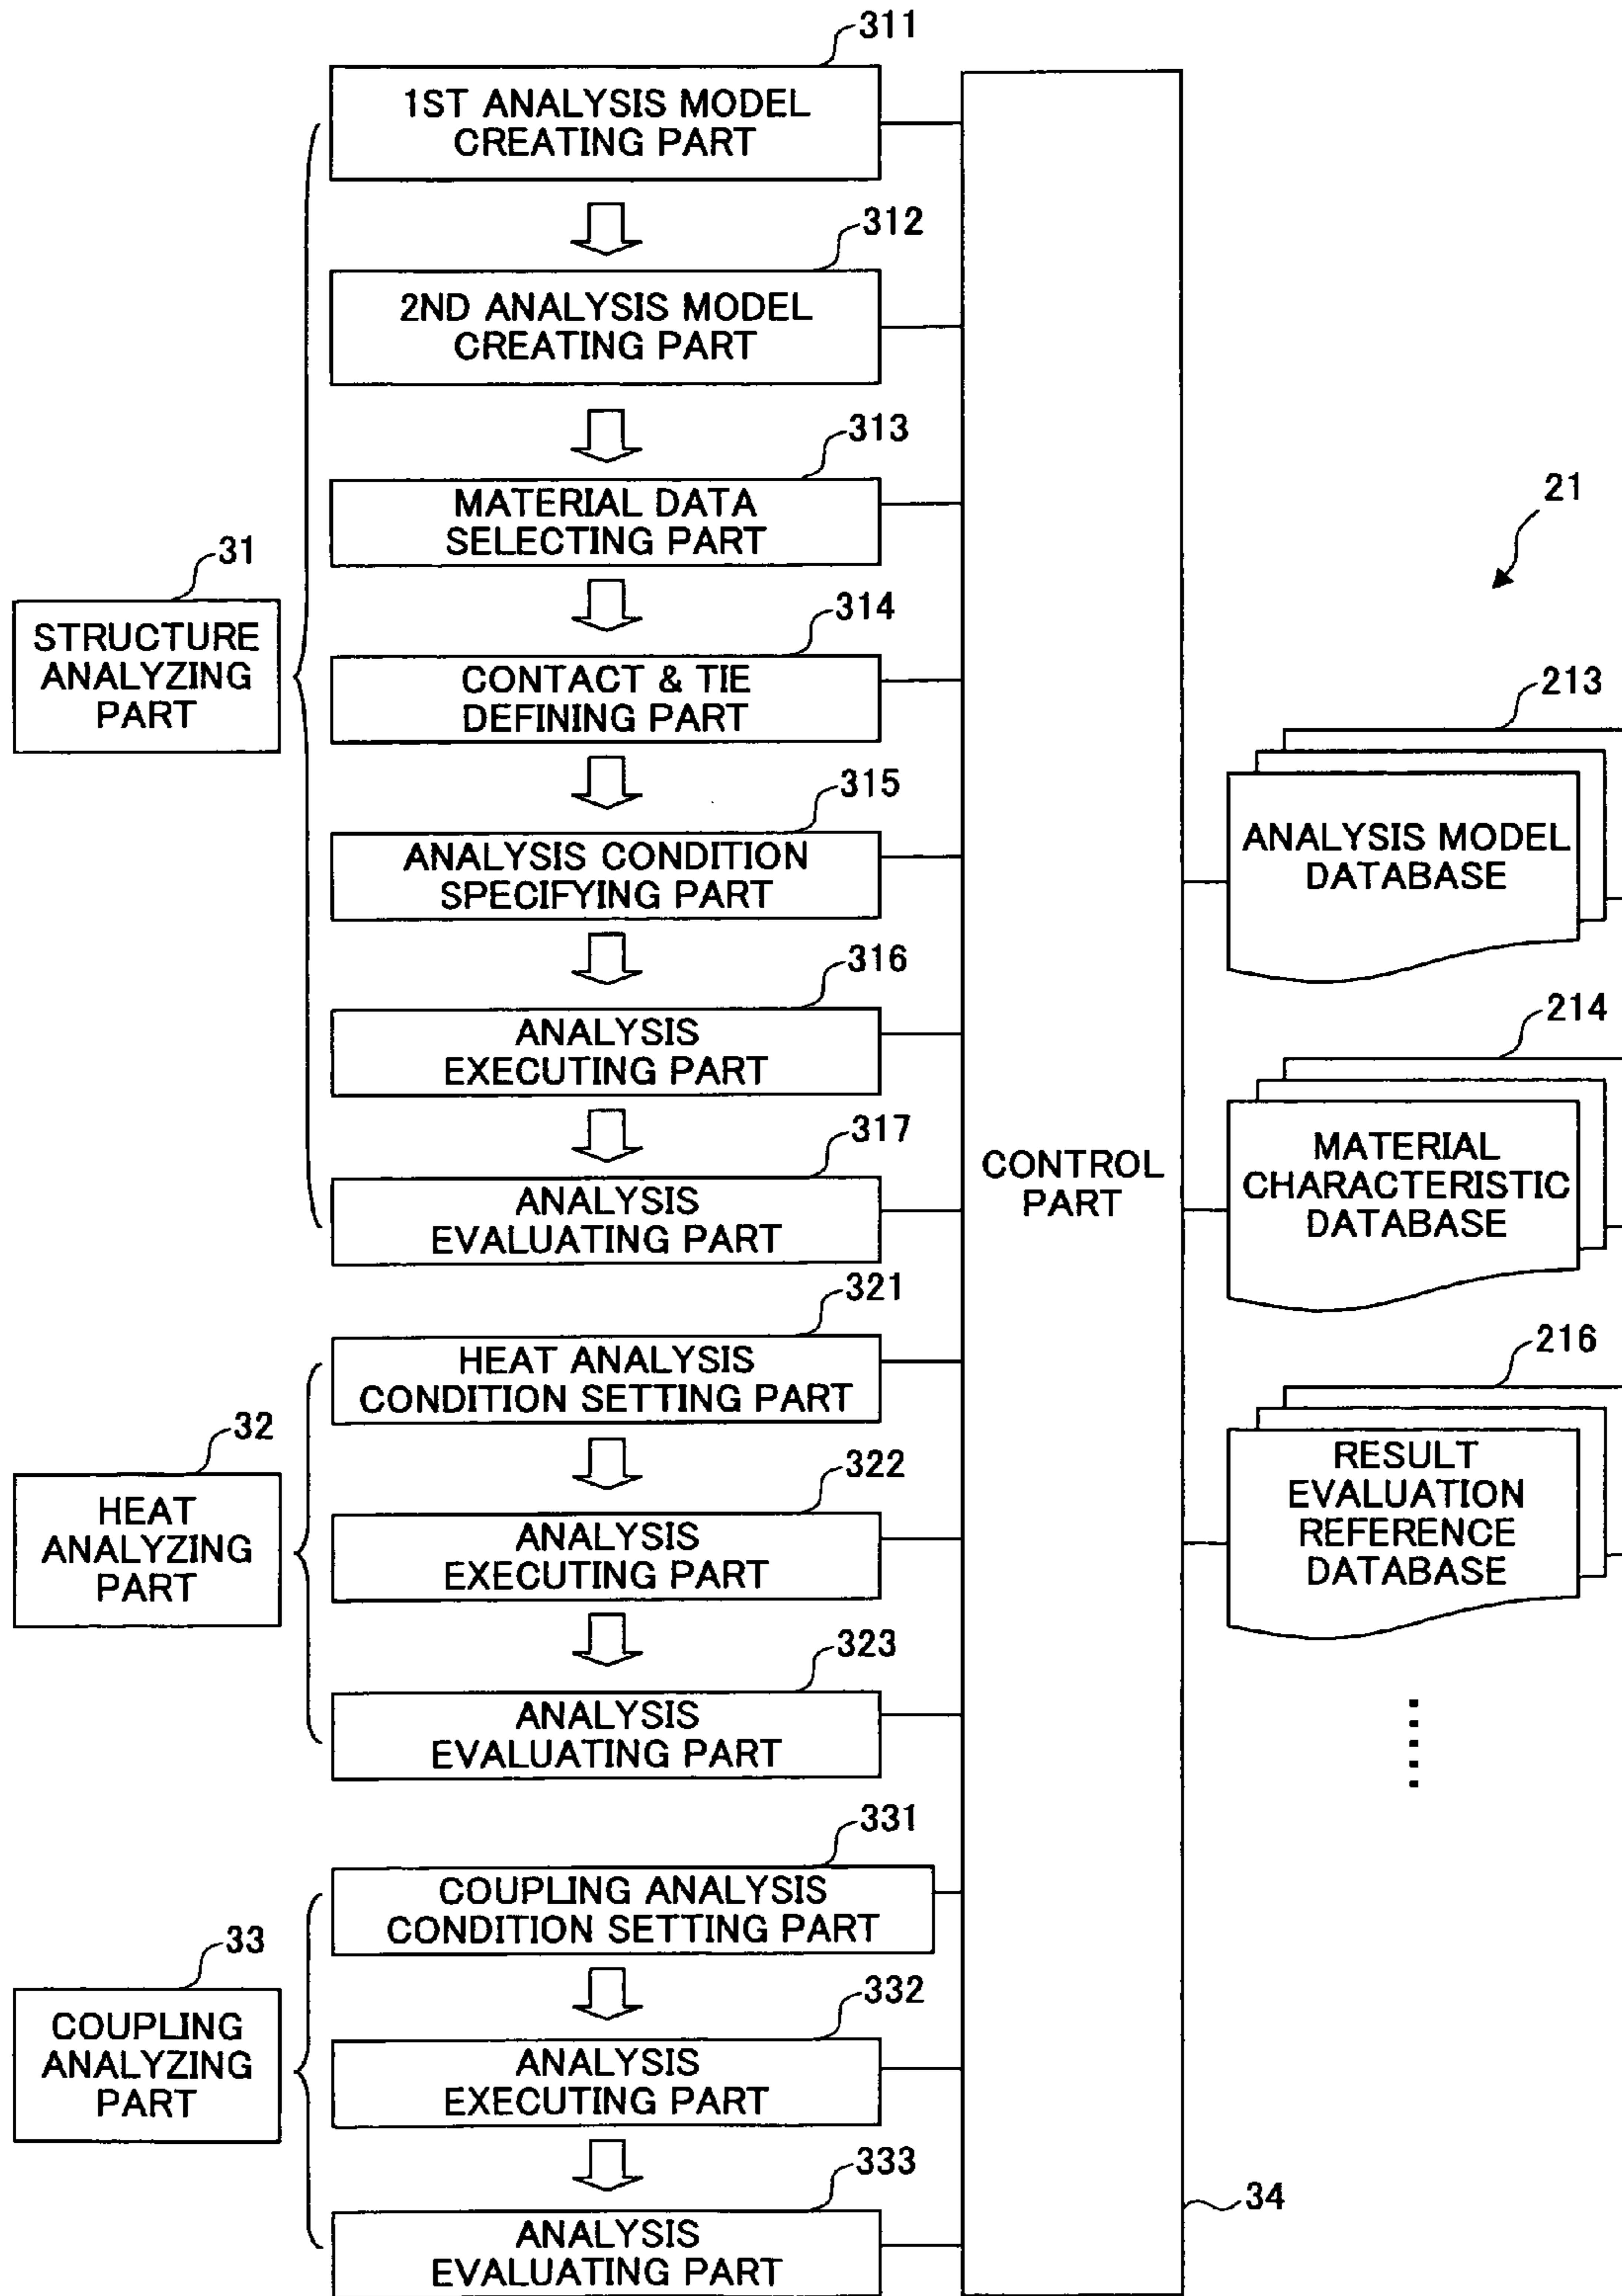 311
1ST ANALYSIS MODEL
CREATING PART
312
2ND ANALYSIS MODEL
CREATING PART
313
MATERIAL DATA
SELECTING PART
314
CONTACT & TIE
DEFINING PART
315
ANALYSIS CONDITION
SPECIFYING PART
316
ANALYSIS
EXECUTING PART
317
ANALYSIS
EVALUATING PART
31
STRUCTURE
ANALYZING
PART
321
HEAT ANALYSIS
CONDITION SETTING PART
322
ANALYSIS
EXECUTING PART
323
ANALYSIS
EVALUATING PART
32
HEAT
ANALYZING
PART
331
COUPLING ANALYSIS
CONDITION SETTING PART
332
ANALYSIS
EXECUTING PART
333
ANALYSIS
EVALUATING PART
33
COUPLING
ANALYZING
PART
CONTROL
PART
34
21
213
ANALYSIS MODEL
DATABASE
214
MATERIAL
CHARACTERISTIC
DATABASE
216
RESULT
EVALUATION
REFERENCE
DATABASE